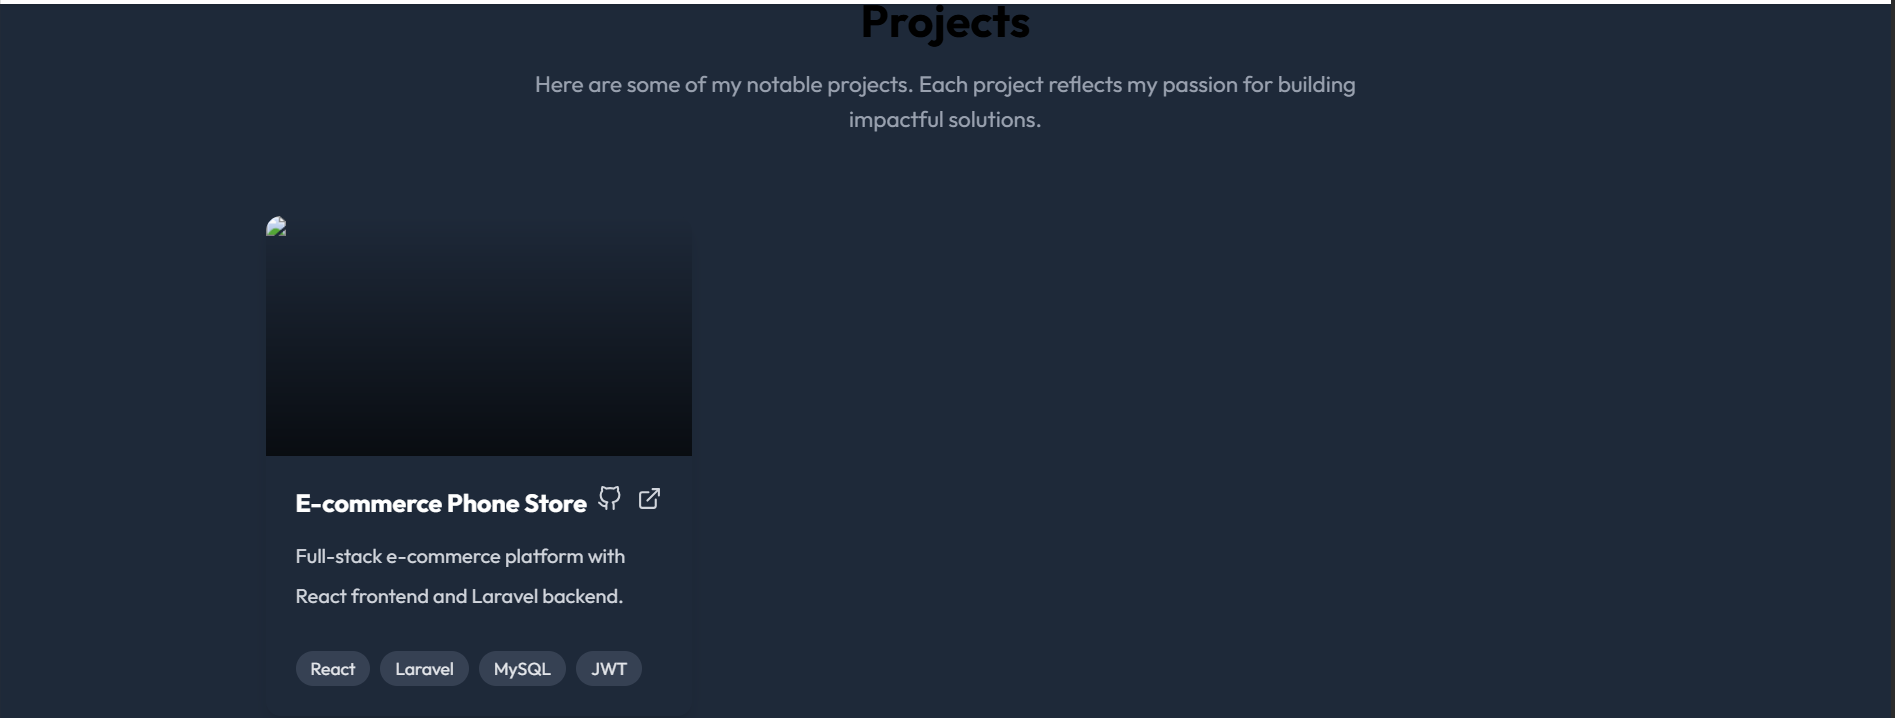 Projects
Here are some of my notable projects. Each project reflects my passion for building
impactful solutions.
E-commerce Phone Store
Full-stack e-commerce platform with
React frontend and Laravel backend.
React Laravel MySQL JWT